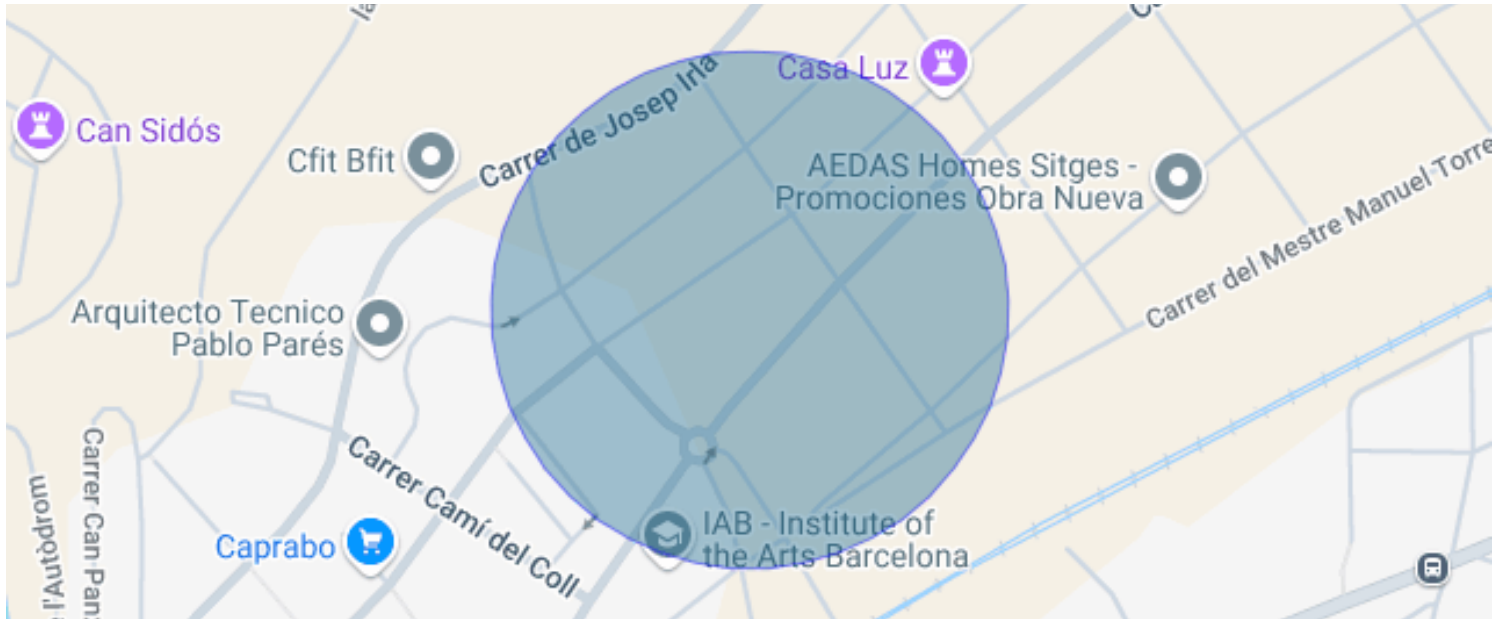 Casa Luz
Can Sidós
Carrer de Josep Irla
Cfit Bfit
AEDAS Homes Sitges -
Promociones Obra Nueva
Carrer del Mestre Manuel Torre
Arquitecto Tecnico
Pablo Parés
Carrer Camí del Coll
Carrer Can Pan
l'Autòdrom
Caprabo
IAB - Institute of
the Arts Barcelona